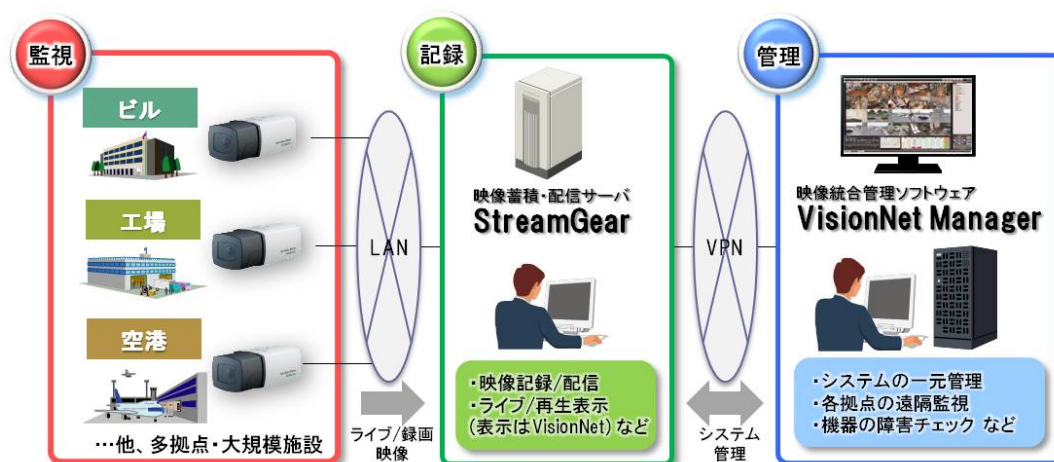 監視
ビル
工場
空港
…他、多拠点・大規模施設
LAN
ライブ/録画
映像
記録
映像蓄積・配信サーバ
StreamGear
・映像記録/配信
・ライブ/再生表示
(表示はVisionNet) など
VPN
システム
管理
管理
映像統合管理ソフトウェア
VisionNet Manager
・システムの一元管理
・各拠点の遠隔監視
・機器の障害チェック など